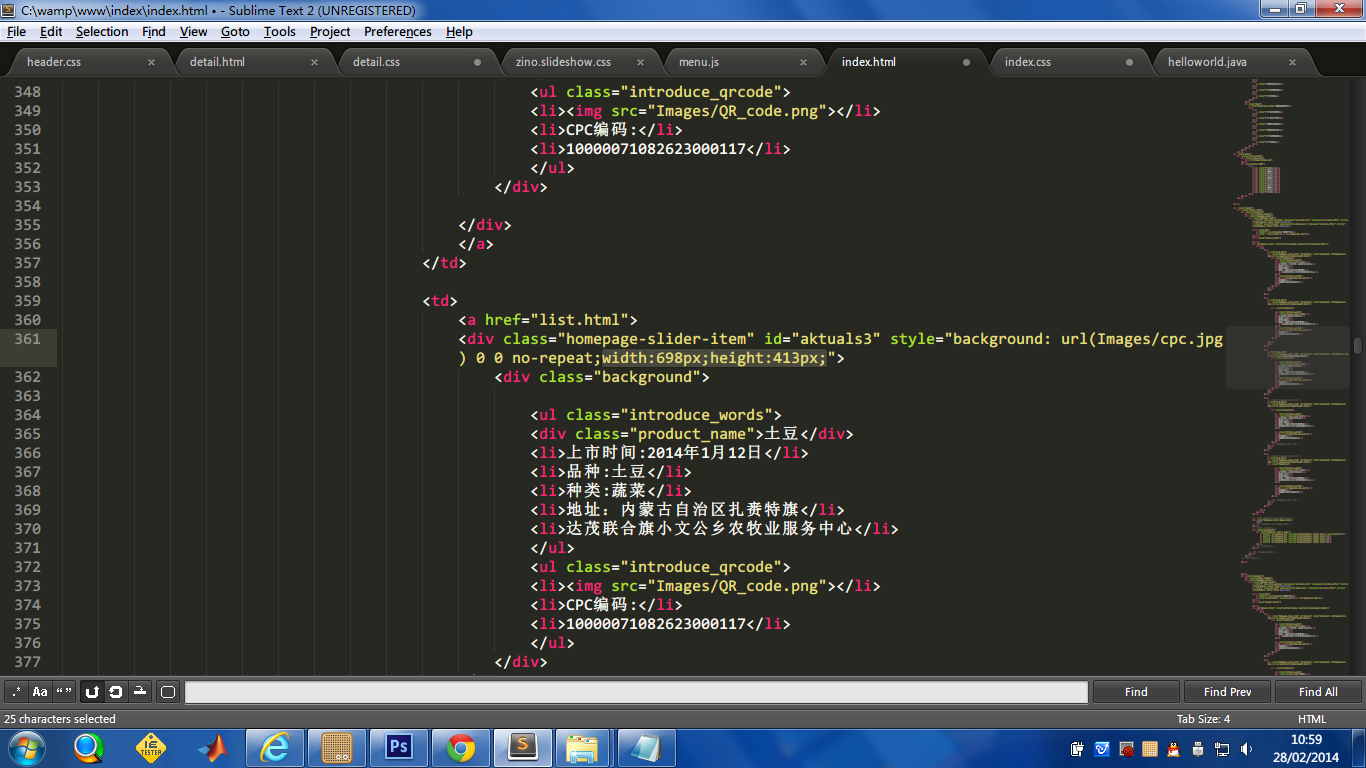 C:\wamp\www\index\index.html • - Sublime Text 2 (UNREGISTERED)
File Edit Selection Find View Goto Tools Project Preferences Help
header.css detail.html detail.css zino.slideshow.css menu.js index.html index.css helloworld.java
348 <ul class="introduce_qrcode">
349 <li><img src="Images/QR_code.png"></li>
350 <li>CPC编码:</li>
351 <li>10000071082623000117</li>
352 </ul>
353 </div>
354
355 </div>
356 </a>
357 </td>
358
359 <td>
360 <a href="list.html">
361 <div class="homepage-slider-item" id="aktuals3" style="background: url(Images/cpc.jpg
) 0 0 no-repeat;width:698px;height:413px;">
362 <div class="background">
363
364 <ul class="introduce_words">
365 <div class="product_name">土豆</div>
366 <li>上市时间:2014年1月12日</li>
367 <li>品种:土豆</li>
368 <li>种类:蔬菜</li>
369 <li>地址: 内蒙古自治区扎赉特旗</li>
370 <li>达茂联合旗小文公乡农牧业服务中心</li>
371 </ul>
372 <ul class="introduce_qrcode">
373 <li><img src="Images/QR_code.png"></li>
374 <li>CPC编码:</li>
375 <li>10000071082623000117</li>
376 </ul>
377 </div>
.* Aa “” Find Find Prev Find All
25 characters selected Tab Size: 4 HTML
IE TESTER Ps S 10:59
28/02/2014